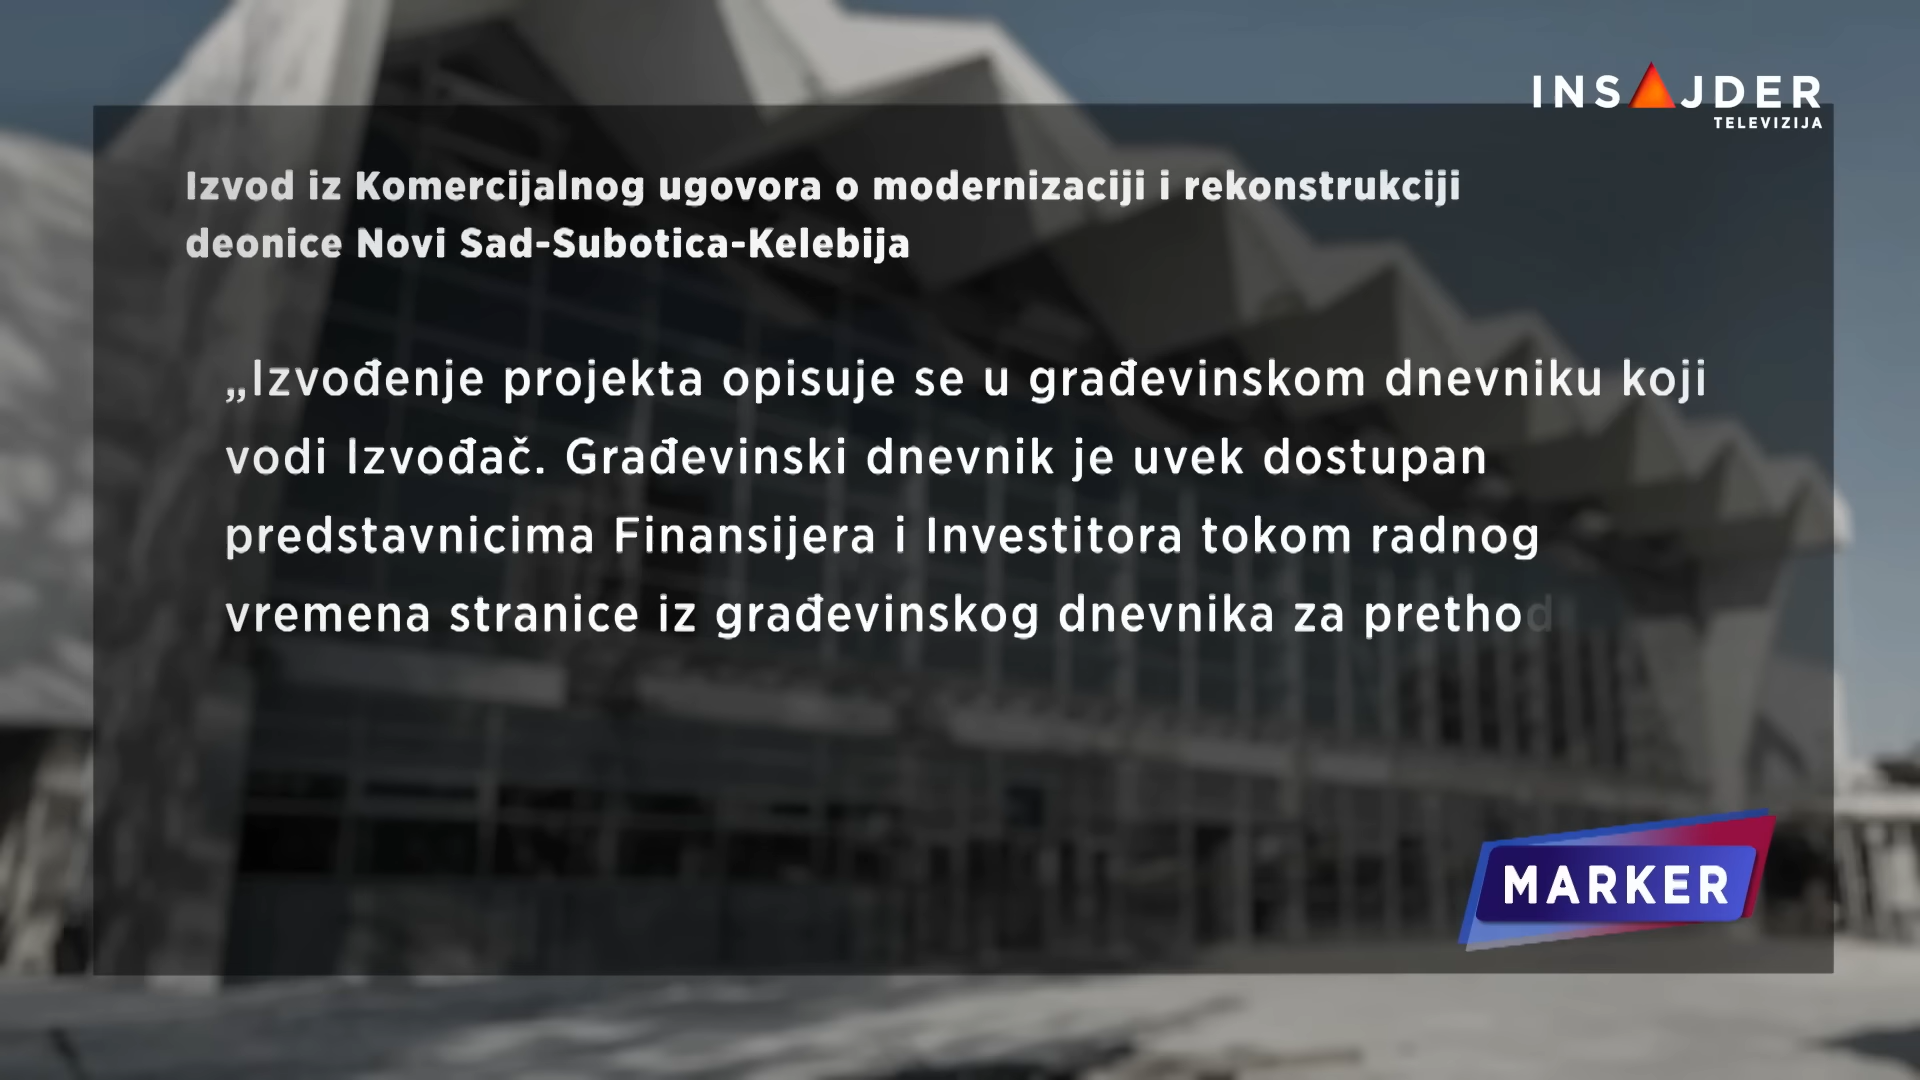 INSAJDER
TELEVIZIJA
Izvod iz Komercijalnog ugovora o modernizaciji i rekonstrukciji
deonice Novi Sad-Subotica-Kelebija
„Izvođenje projekta opisuje se u građevinskom dnevniku koji
vodi Izvođač. Građevinski dnevnik je uvek dostupan
predstavnicima Finansijera i Investitora tokom radnog
vremena stranice iz građevinskog dnevnika za prethod
MARKER